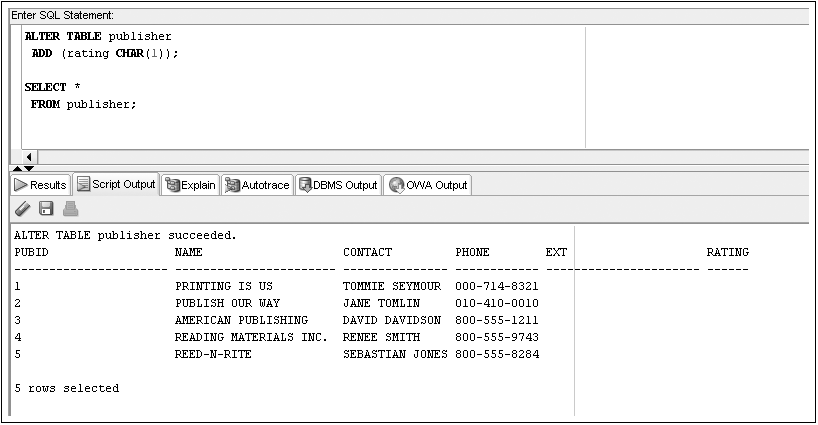 Enter SQL Statement:
ALTER TABLE publisher
ADD (rating CHAR(1));
SELECT *
FROM publisher;
Results Script Output Explain Autotrace DBMS Output OWA Output
ALTER TABLE publisher succeeded.
PUBID NAME CONTACT PHONE EXT RATING
---------------------- ----------------------- --------------- ------------ ---------------------- ------
1 PRINTING IS US TOMMIE SEYMOUR 000-714-8321
2 PUBLISH OUR WAY JANE TOMLIN 010-410-0010
3 AMERICAN PUBLISHING DAVID DAVIDSON 800-555-1211
4 READING MATERIALS INC. RENEE SMITH 800-555-9743
5 REED-N-RITE SEBASTIAN JONES 800-555-8284
5 rows selected